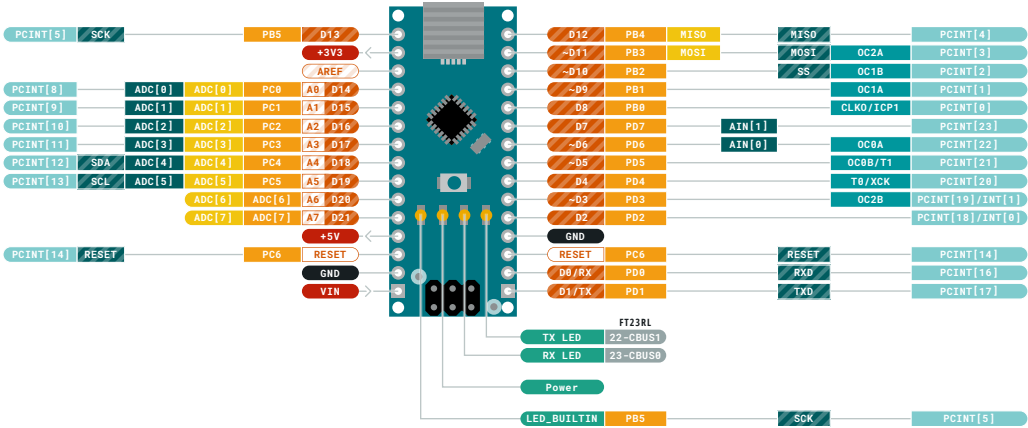 PCINT[5] SCK PB5 D13 D12 PB4 MISO MISO PCINT[4]
+3V3 ~D11 PB3 MOSI MOSI OC2A PCINT[3]
AREF ~D10 PB2 SS OC1B PCINT[2]
PCINT[8] ADC[0] ADC[0] PC0 A0 D14 ~D9 PB1 OC1A PCINT[1]
PCINT[9] ADC[1] ADC[1] PC1 A1 D15 D8 PB0 CLKO/ICP1 PCINT[0]
PCINT[10] ADC[2] ADC[2] PC2 A2 D16 D7 PD7 AIN[1] PCINT[23]
PCINT[11] ADC[3] ADC[3] PC3 A3 D17 ~D6 PD6 AIN[0] OC0A PCINT[22]
PCINT[12] SDA ADC[4] ADC[4] PC4 A4 D18 ~D5 PD5 OC0B/T1 PCINT[21]
PCINT[13] SCL ADC[5] ADC[5] PC5 A5 D19 D4 PD4 T0/XCK PCINT[20]
ADC[6] ADC[6] A6 D20 ~D3 PD3 OC2B PCINT[19]/INT[1]
ADC[7] ADC[7] A7 D21 D2 PD2 PCINT[18]/INT[0]
+5V GND
PCINT[14] RESET PC6 RESET RESET PC6 RESET PCINT[14]
GND D0/RX PD0 RXD PCINT[16]
VIN D1/TX PD1 TXD PCINT[17]
FT23RL
TX LED 22-CBUS1
RX LED 23-CBUS0
Power
LED_BUILTIN PB5 SCK PCINT[5]